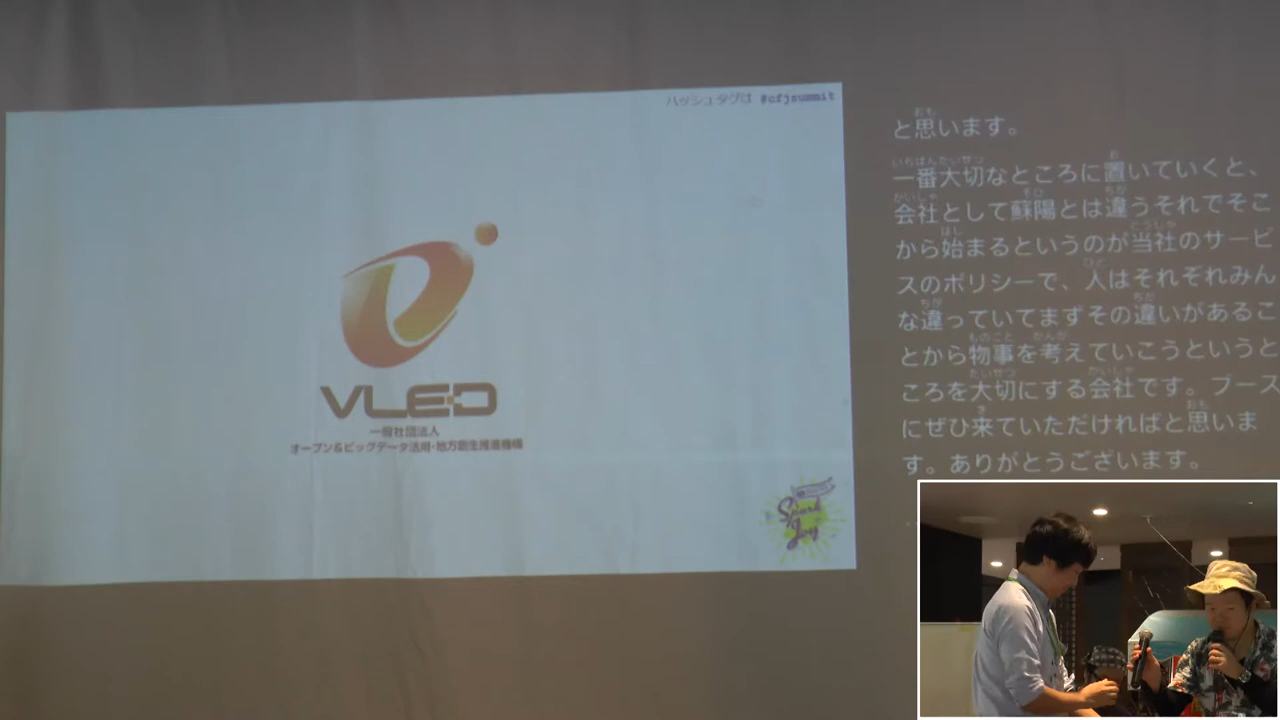 ハッシュタグは #cfjsummit
VLED
一般社団法人
オープン&ビッグデータ活用・地方創生推進機構
Spark
Joy
と思います。
一番大切なところに置いていくと、
会社として蘇陽とは違うそれでそこ
から始まるというのが当社のサービ
スのポリシーで、人はそれぞれみん
な違っていてまずその違いがあるこ
とから物事を考えていこうというと
ころを大切にする会社です。ブース
にぜひ来ていただければと思いま
す。ありがとうございます。